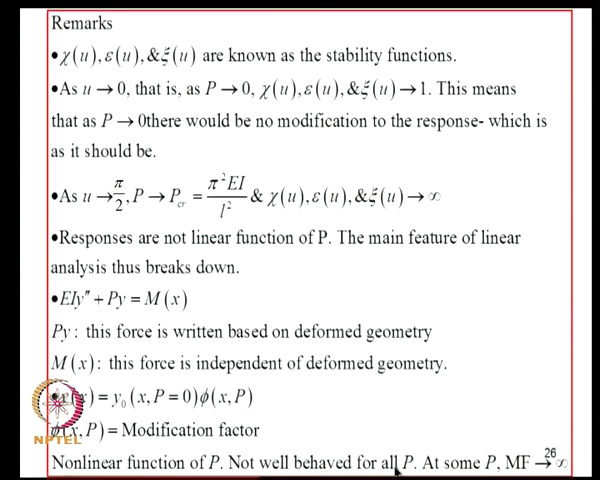 Remarks
•χ(u), ε(u), & ξ(u) are known as the stability functions.
•As u → 0, that is, as P → 0, χ(u), ε(u), & ξ(u) → 1. This means
that as P → 0there would be no modification to the response- which is
as it should be.
•As u → π/2, P → P_cr = π²EI/l² & χ(u), ε(u), & ξ(u) → ∞
•Responses are not linear function of P. The main feature of linear
analysis thus breaks down.
•EIy″ + Py = M(x)
Py : this force is written based on deformed geometry
M(x): this force is independent of deformed geometry.
(x) = y₀(x, P=0)ϕ(x, P)
ϕ(x, P) = Modification factor
NPTEL
Nonlinear function of P. Not well behaved for all P. At some P, MF → ∞
26